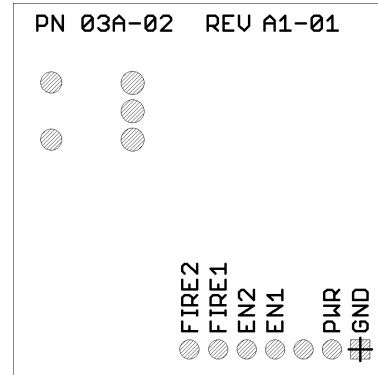 PN 03A-02 REV A1-01
FIRE2
FIRE1
EN2
EN1
PWR
GND